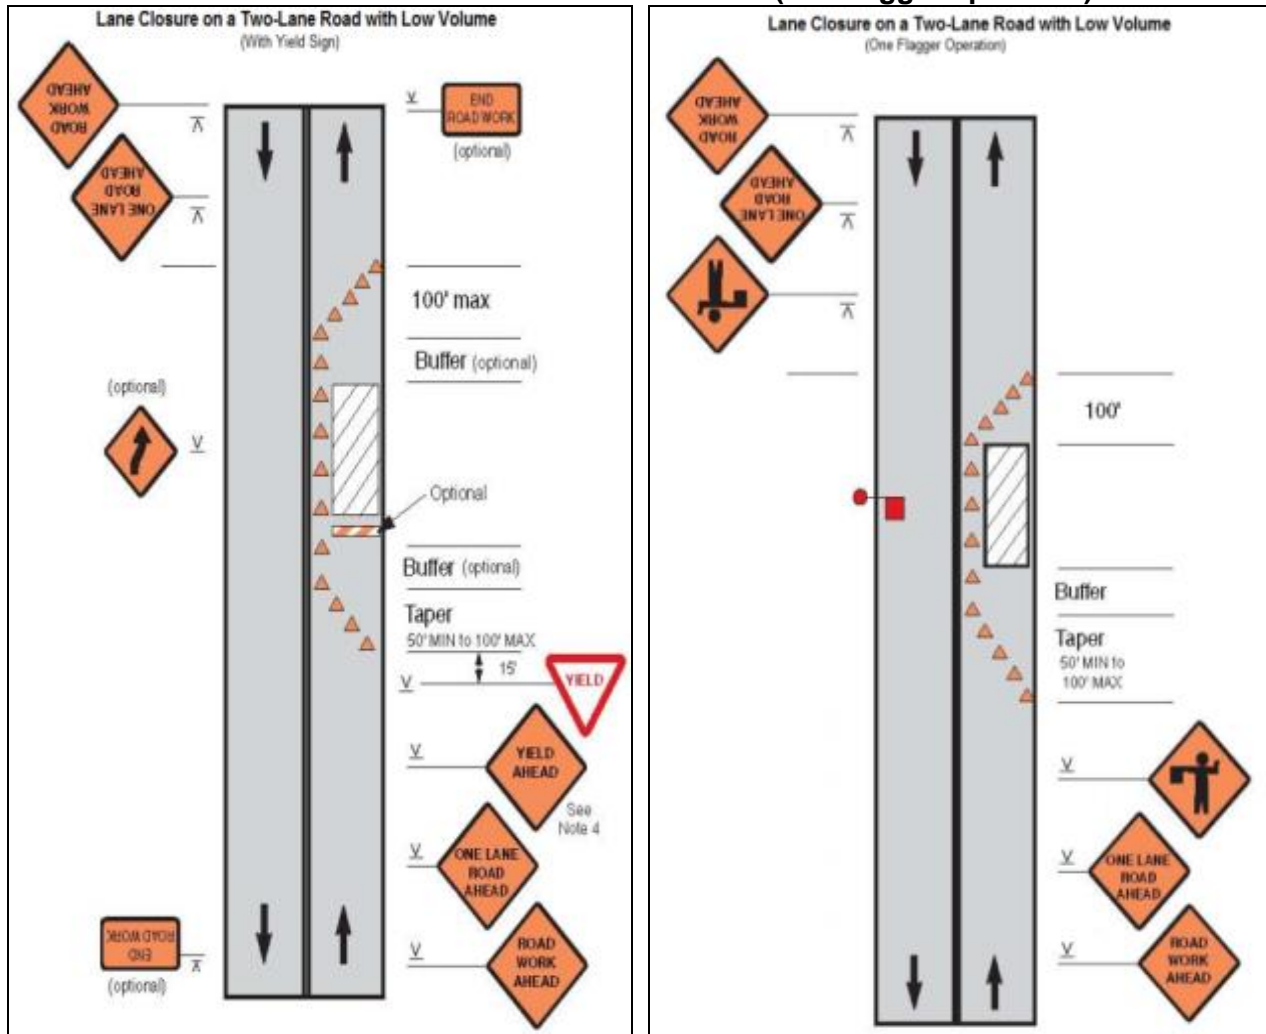 Lane Closure on a Two-Lane Road with Low Volume
(With Yield Sign)
ROAD
WORK
AHEAD
ONE LANE
ROAD
AHEAD
END
ROAD WORK
(optional)
100' max
Buffer (optional)
(optional)
Optional
Buffer (optional)
Taper
50' MIN to 100' MAX
15'
YIELD
YIELD
AHEAD
See
Note 4
ONE LANE
ROAD
AHEAD
ROAD
WORK
AHEAD
END
ROAD WORK
(optional)
Lane Closure on a Two-Lane Road with Low Volume
(One Flagger Operation)
ROAD
WORK
AHEAD
ONE LANE
ROAD
AHEAD
100'
Buffer
Taper
50' MIN to
100' MAX
ONE LANE
ROAD
AHEAD
ROAD
WORK
AHEAD